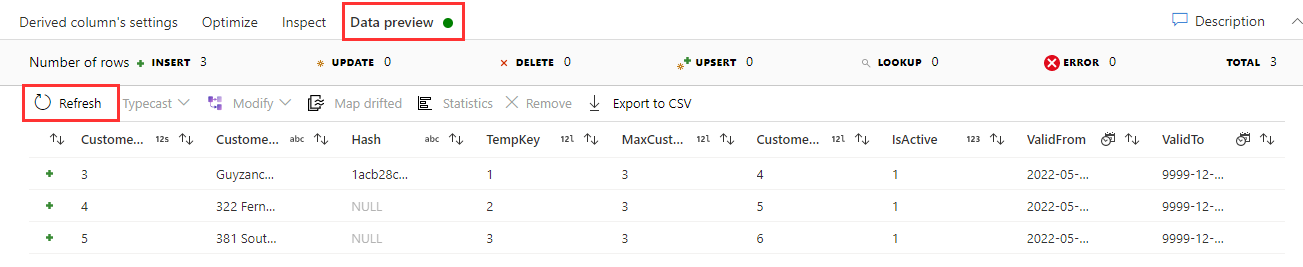 Derived column's settings Optimize Inspect Data preview Description
Number of rows INSERT 3 UPDATE 0 DELETE 0 UPSERT 0 LOOKUP 0 ERROR 0 TOTAL 3
Refresh Typecast Modify Map drifted Statistics Remove Export to CSV
Custome... 12s Custome... abc Hash abc TempKey 12l MaxCust... 12l Custome... 12l IsActive 123 ValidFrom ValidTo
3 Guyzanc... 1acb28c... 1 3 4 1 2022-05-... 9999-12-...
4 322 Fern... NULL 2 3 5 1 2022-05-... 9999-12-...
5 381 Sout... NULL 3 3 6 1 2022-05-... 9999-12-...